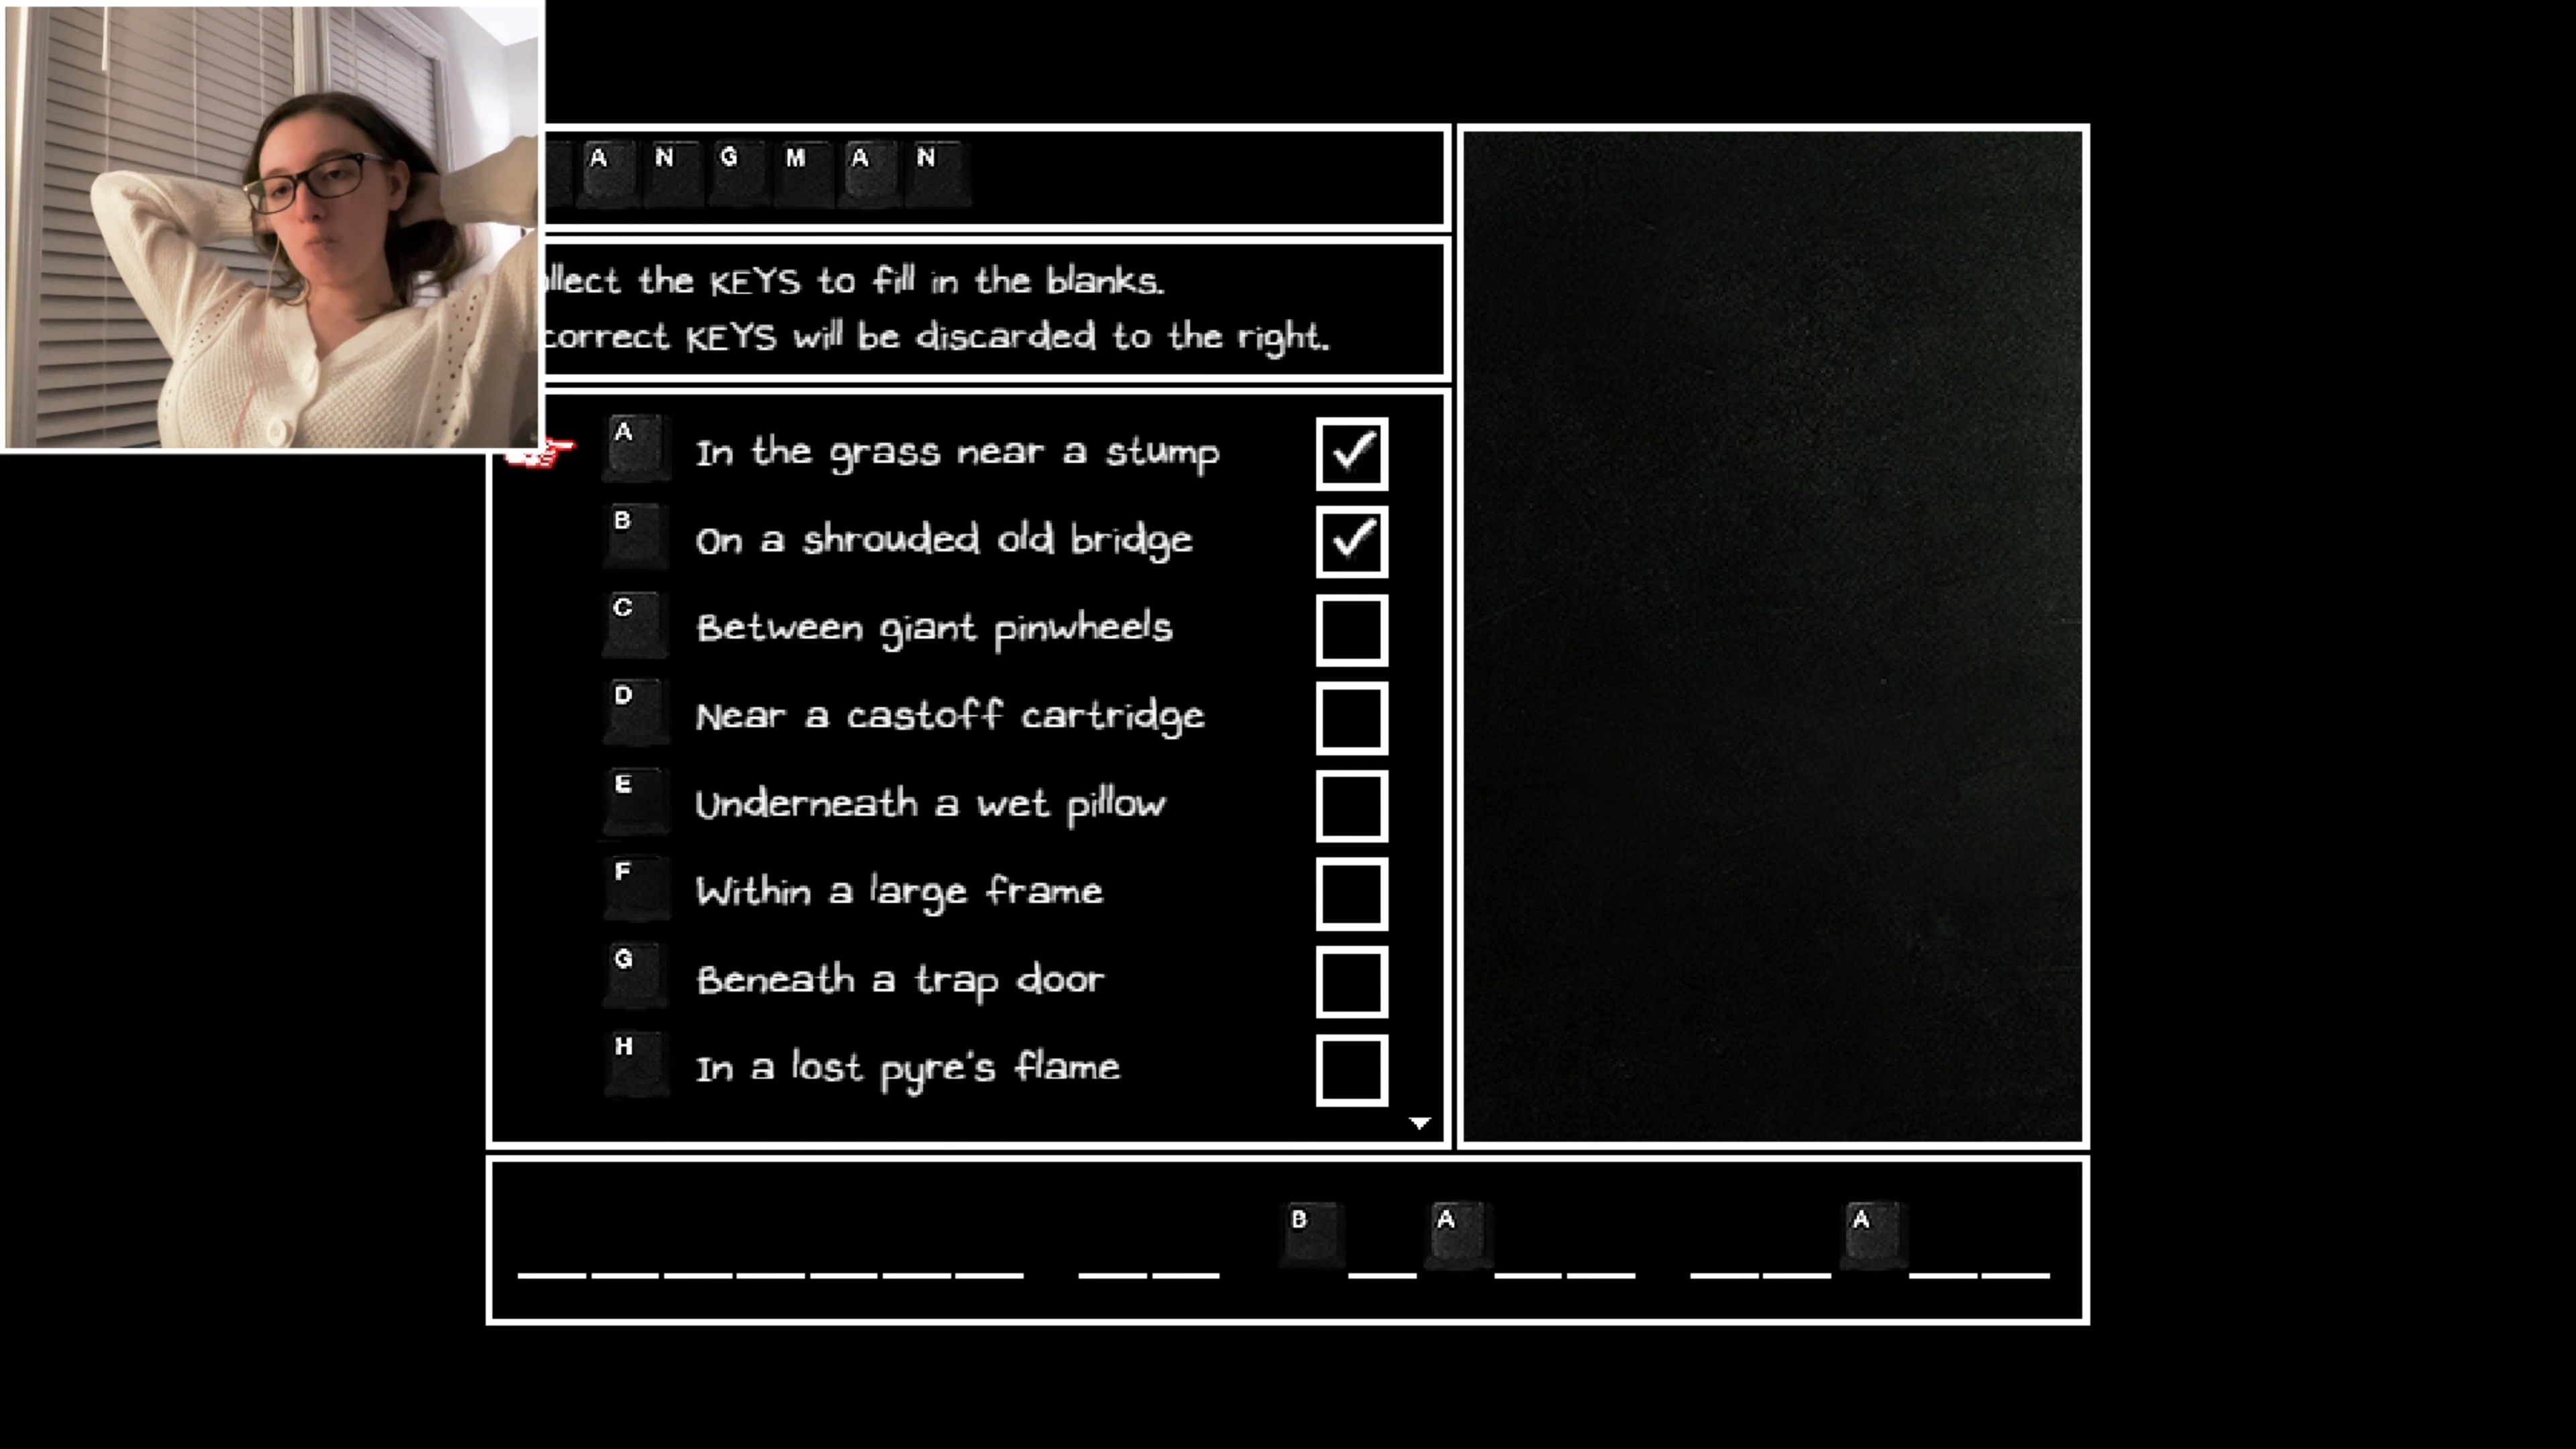 ANGMAN
ollect the KEYS to fill in the blanks.
correct KEYS will be discarded to the right.
A In the grass near a stump
B On a shrouded old bridge
C Between giant pinwheels
D Near a castoff cartridge
E Underneath a wet pillow
F Within a large frame
G Beneath a trap door
H In a lost pyre's flame
B A A